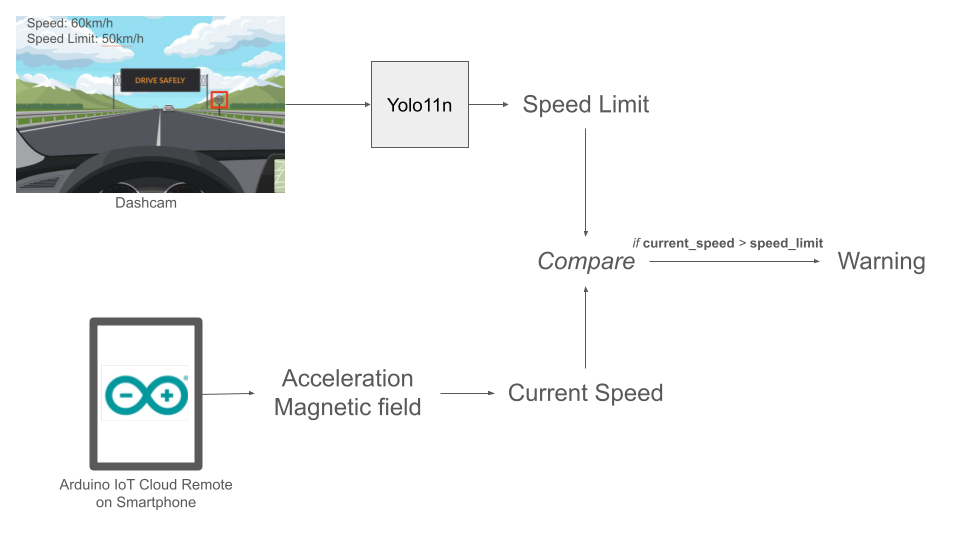 Speed: 60km/h
Speed Limit: 50km/h
DRIVE SAFELY
Dashcam
Yolo11n
Speed Limit
if current_speed > speed_limit
Compare
Warning
Acceleration
Magnetic field
Current Speed
Arduino IoT Cloud Remote
on Smartphone